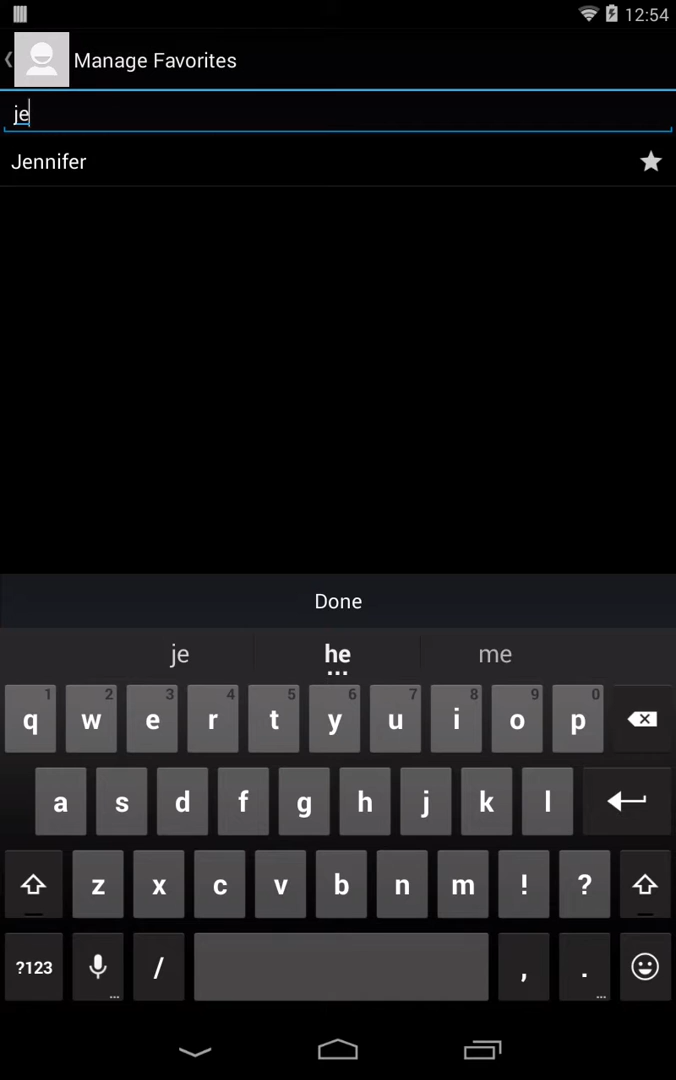 12:54
Manage Favorites
je
Jennifer
Done
je he me
q 1 w 2 e 3 r 4 t 5 y 6 u 7 i 8 o 9 p 0
a s d f g h j k l
z x c v b n m ! ?
?123 / , .